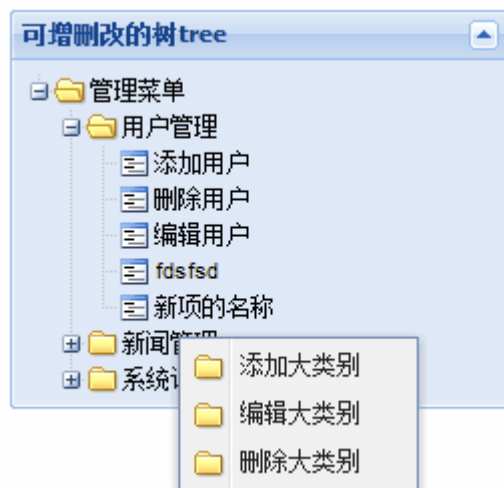 可增删改的树tree
管理菜单
用户管理
添加用户
删除用户
编辑用户
fdsfsd
新项的名称
新闻管理
系统
添加大类别
编辑大类别
删除大类别